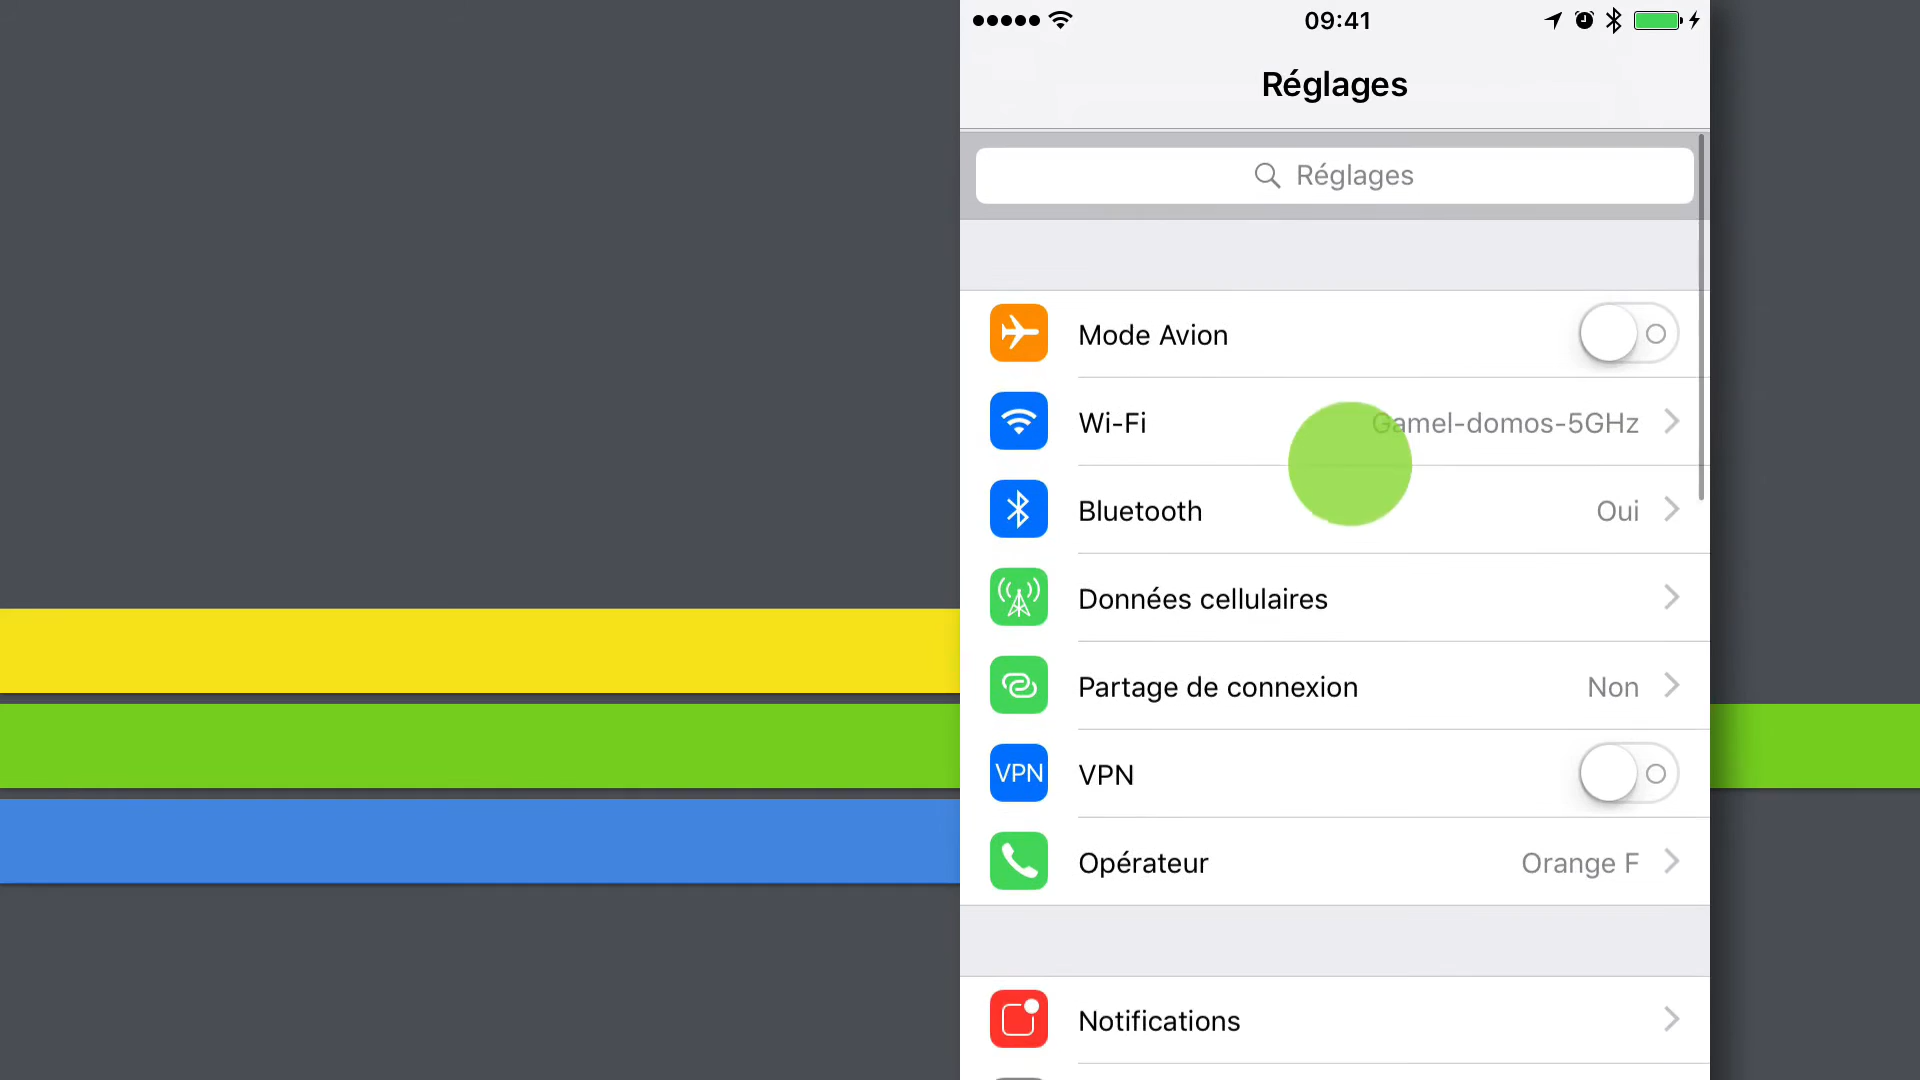 09:41
Réglages
Réglages
Mode Avion
Wi-Fi Gamel-domos-5GHz
Bluetooth Oui
Données cellulaires
Partage de connexion Non
VPN VPN
Opérateur Orange F
Notifications